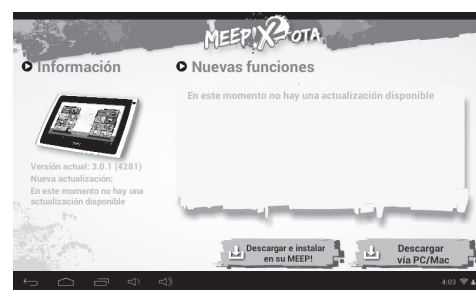 MEEP!X2 OTA
Información
Nuevas funciones
En este momento no hay una actualización disponible
Versión actual: 3.0.1 (4281)
Nueva actualización:
En este momento no hay una
actualización disponible
Descargar e instalar
en su MEEP!
Descargar
vía PC/Mac
4:03